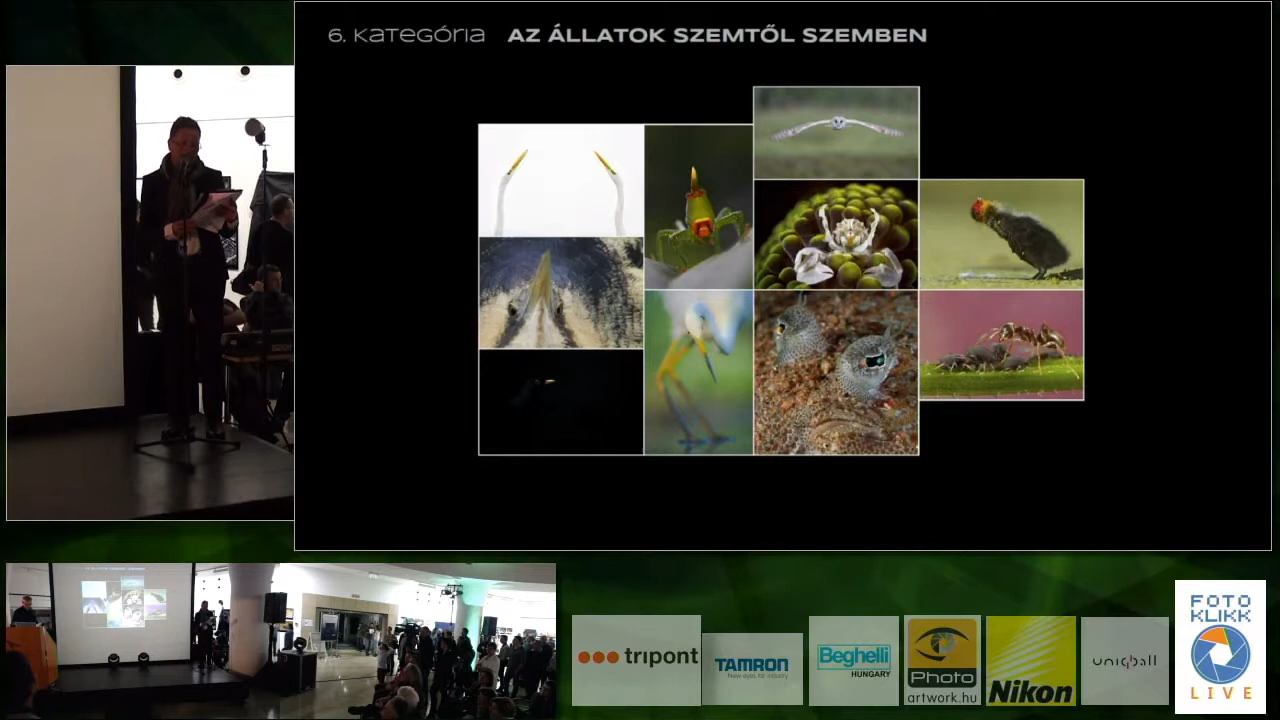 6. Kategória AZ ÁLLATOK SZEMTŐL SZEMBEN
tripont
TAMRON
New eyes for industry
Beghelli
HUNGARY
Photo
artwork.hu
Nikon
uniqball
FOTO
KLIKK
LIVE